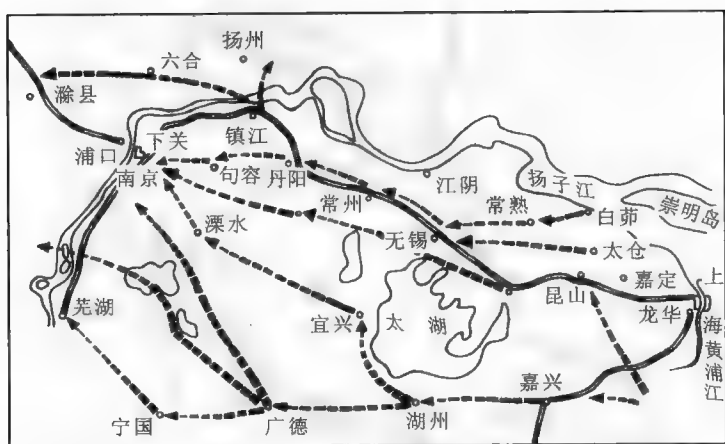 扬州
六合
滁县
镇江
下关
浦口
南京
句容
丹阳
江阴
扬子江
崇明岛
常州
常熟
白茆
溧水
无锡
太仓
嘉定
昆山
上海
黄浦江
龙华
芜湖
宜兴
太湖
嘉兴
湖州
广德
宁国